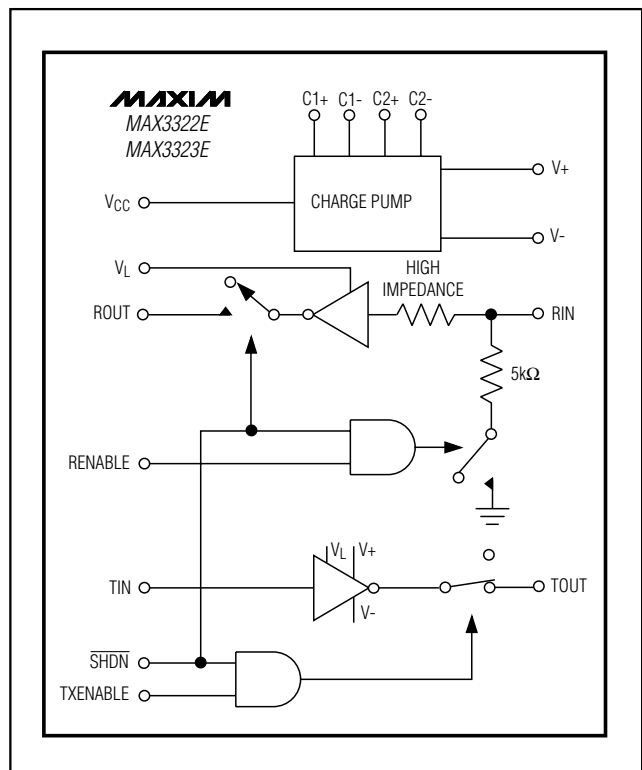 MAXIM
MAX3322E
MAX3323E
C1+ C1- C2+ C2-
VCC
CHARGE PUMP
V+
V-
VL
HIGH
IMPEDANCE
ROUT
RIN
5kΩ
RENABLE
TIN
VL V+
V-
TOUT
SHDN
TXENABLE